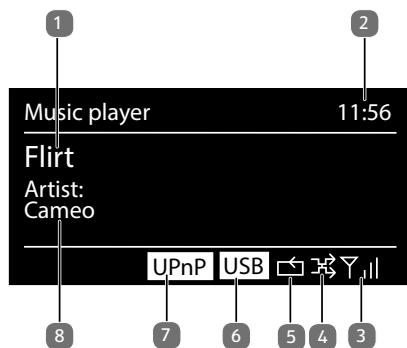 1 2
Music player 11:56
Flirt
Artist:
Cameo
UPnP USB
8 7 6 5 4 3